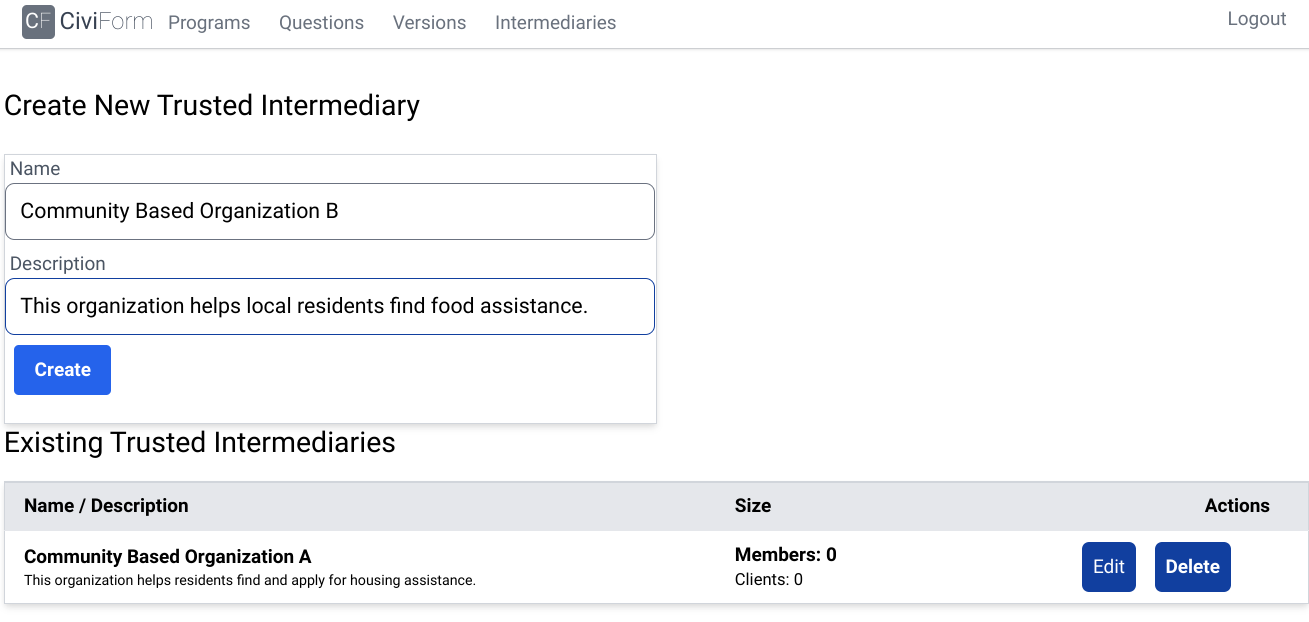 CF CiviForm Programs Questions Versions Intermediaries Logout
Create New Trusted Intermediary
Name
Community Based Organization B
Description
This organization helps local residents find food assistance.
Create
Existing Trusted Intermediaries
Name / Description Size Actions
Community Based Organization A Members: 0
This organization helps residents find and apply for housing assistance. Clients: 0
Edit Delete